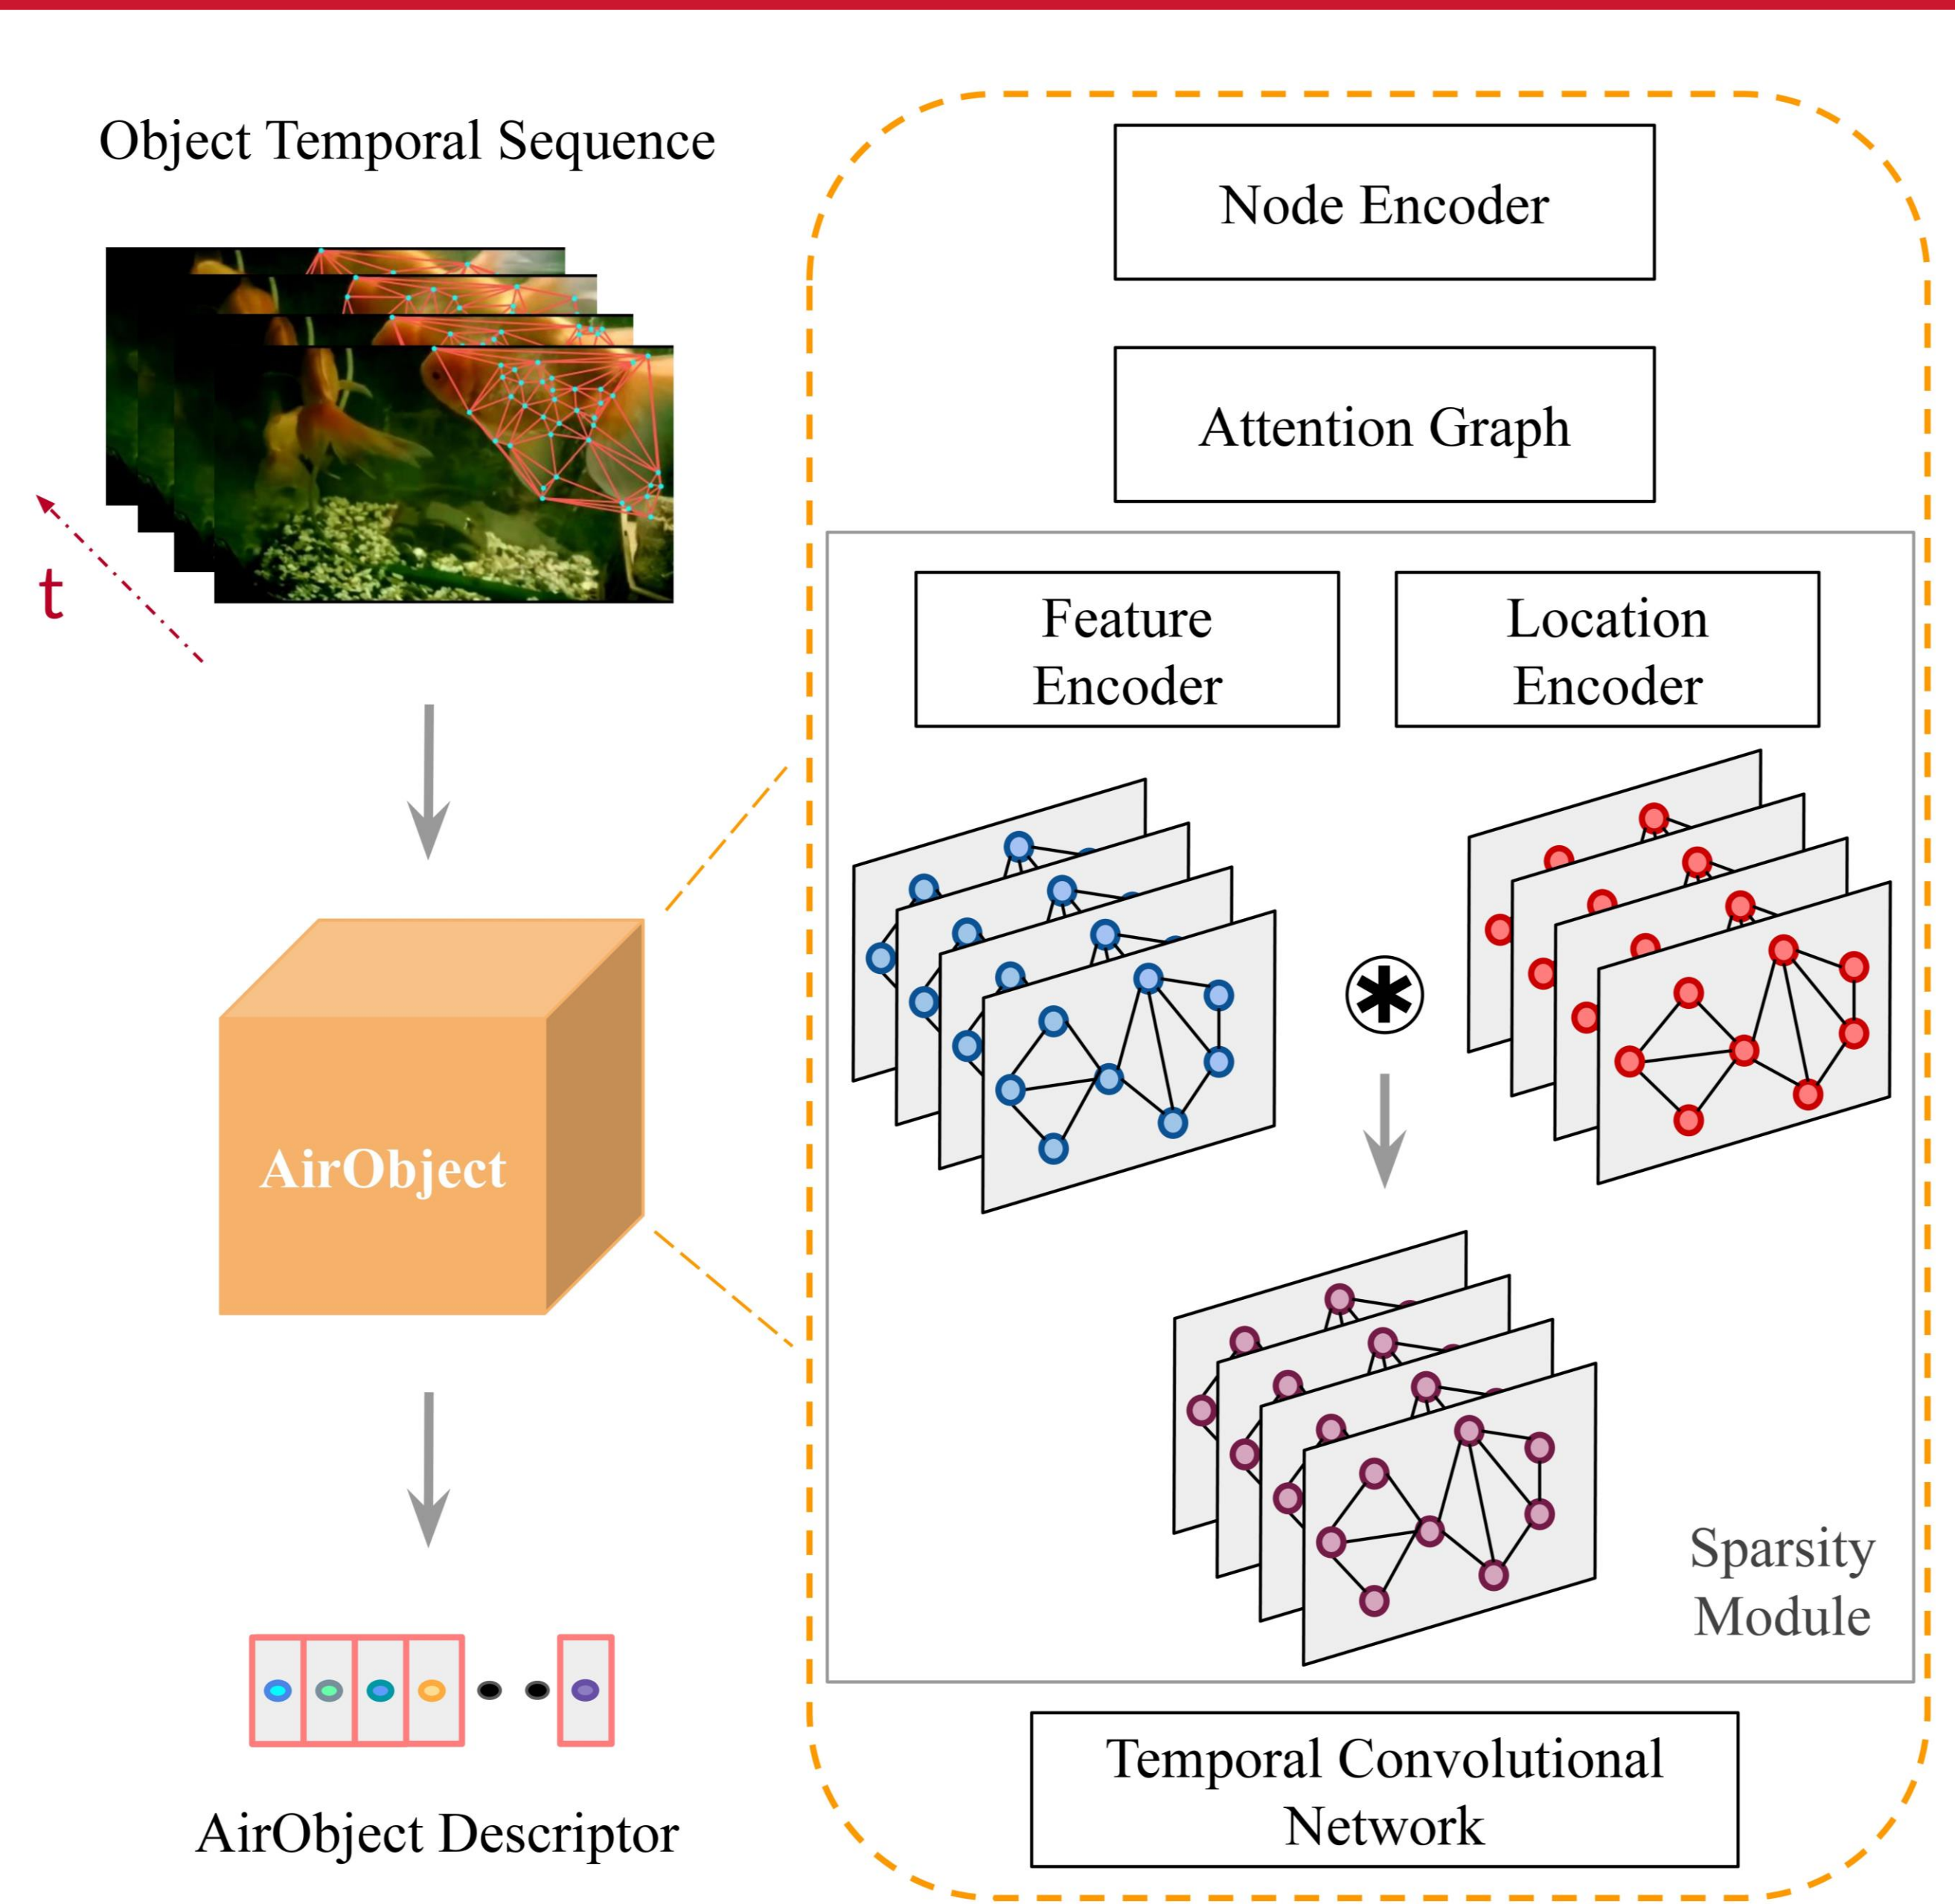 Object Temporal Sequence
t
AirObject
AirObject Descriptor
Node Encoder
Attention Graph
Feature
Encoder
Location
Encoder
Sparsity
Module
Temporal Convolutional
Network